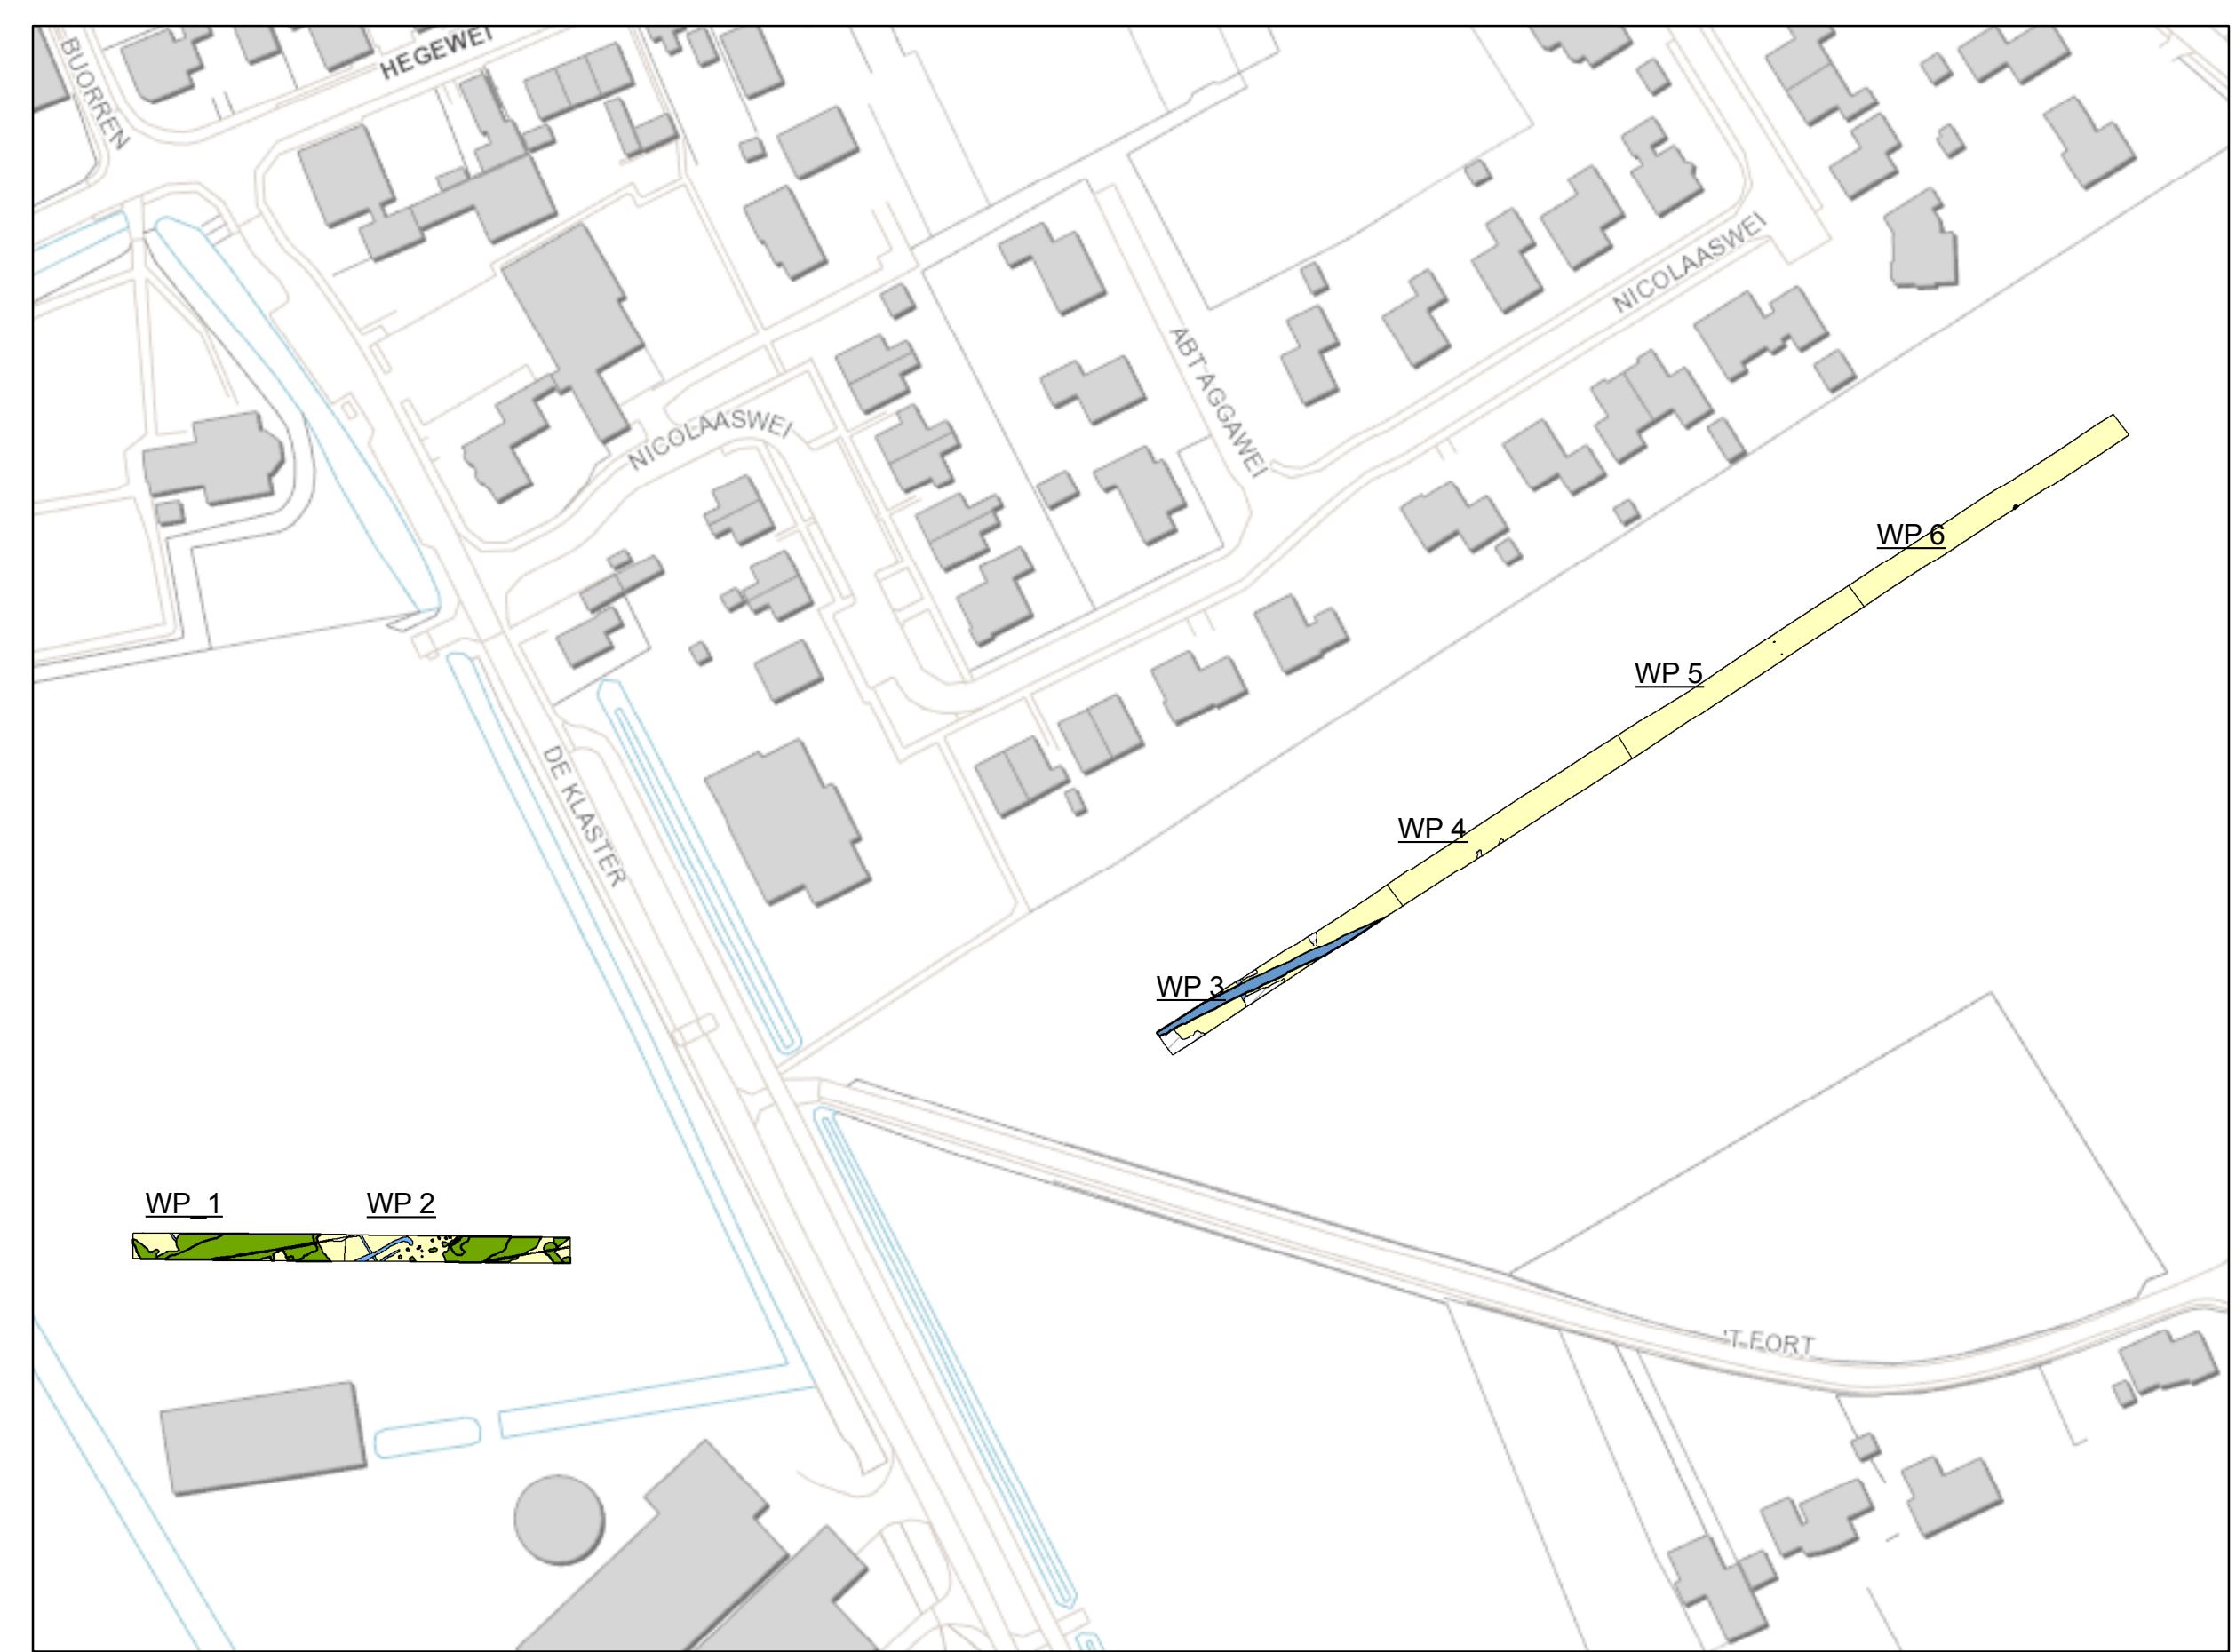 BUORREN
HEGEWEI
NICOLAASWEI
ABT AGGAWEI
NICOLAASWEI
WP 6
WP 5
DE KLASTER
WP 4
WP 3
WP_1
WP 2
'T FORT